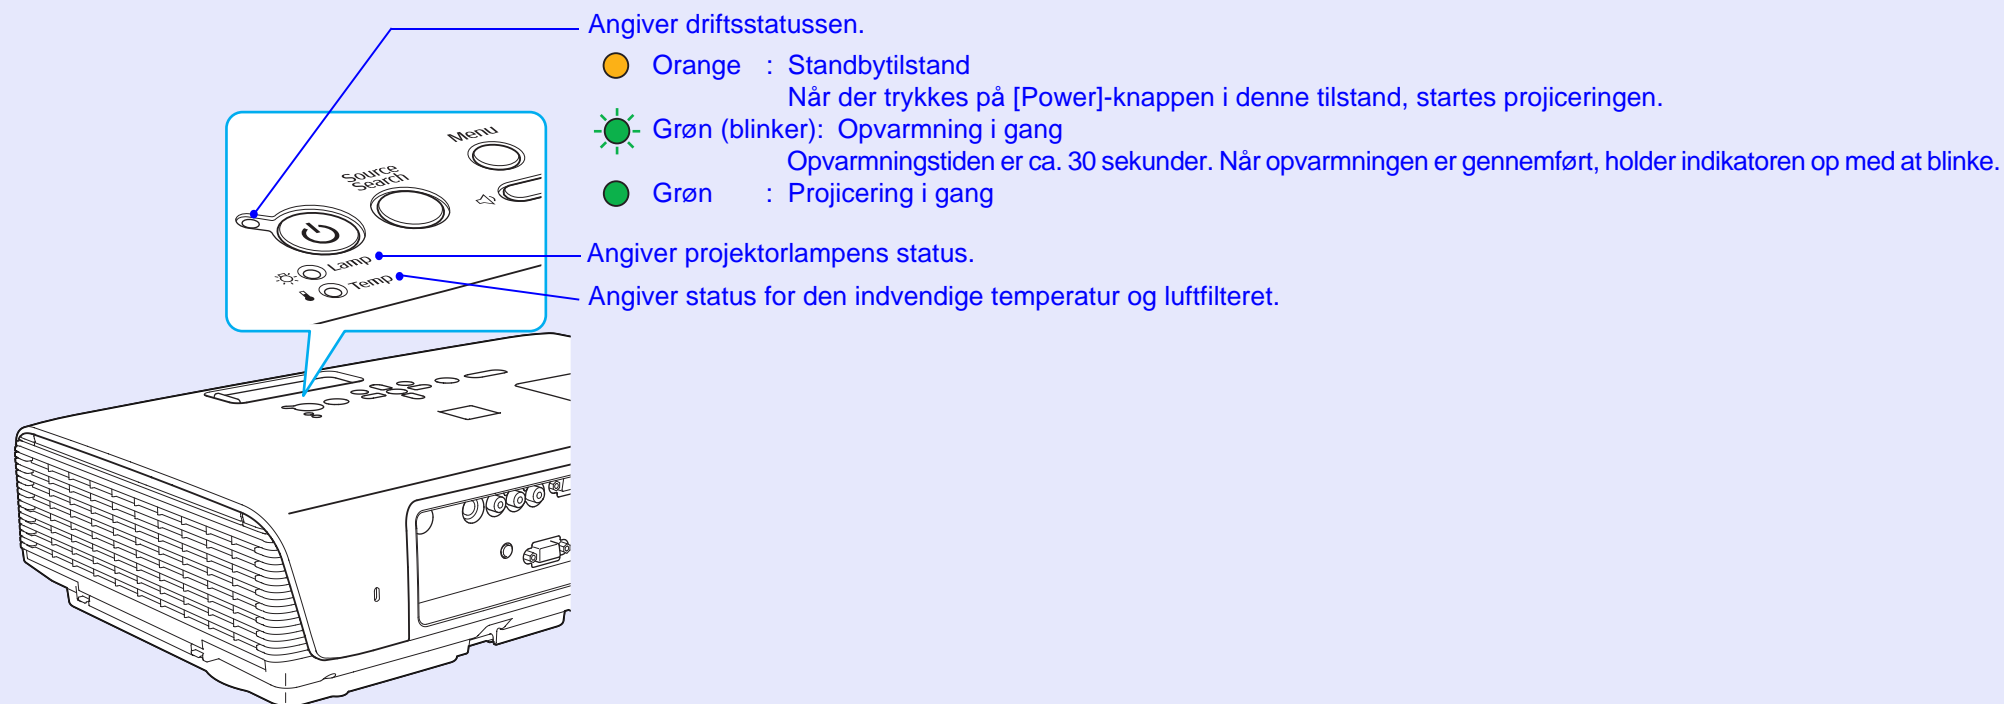 Angiver driftsstatussen.
Orange : Standbytilstand
Når der trykkes på [Power]-knappen i denne tilstand, startes projiceringen.
Grøn (blinker): Opvarmning i gang
Opvarmningstiden er ca. 30 sekunder. Når opvarmningen er gennemført, holder indikatoren op med at blinke.
Grøn : Projicering i gang
Menu
Source
Search
Lamp
Temp
Angiver projektorlampens status.
Angiver status for den indvendige temperatur og luftfilteret.